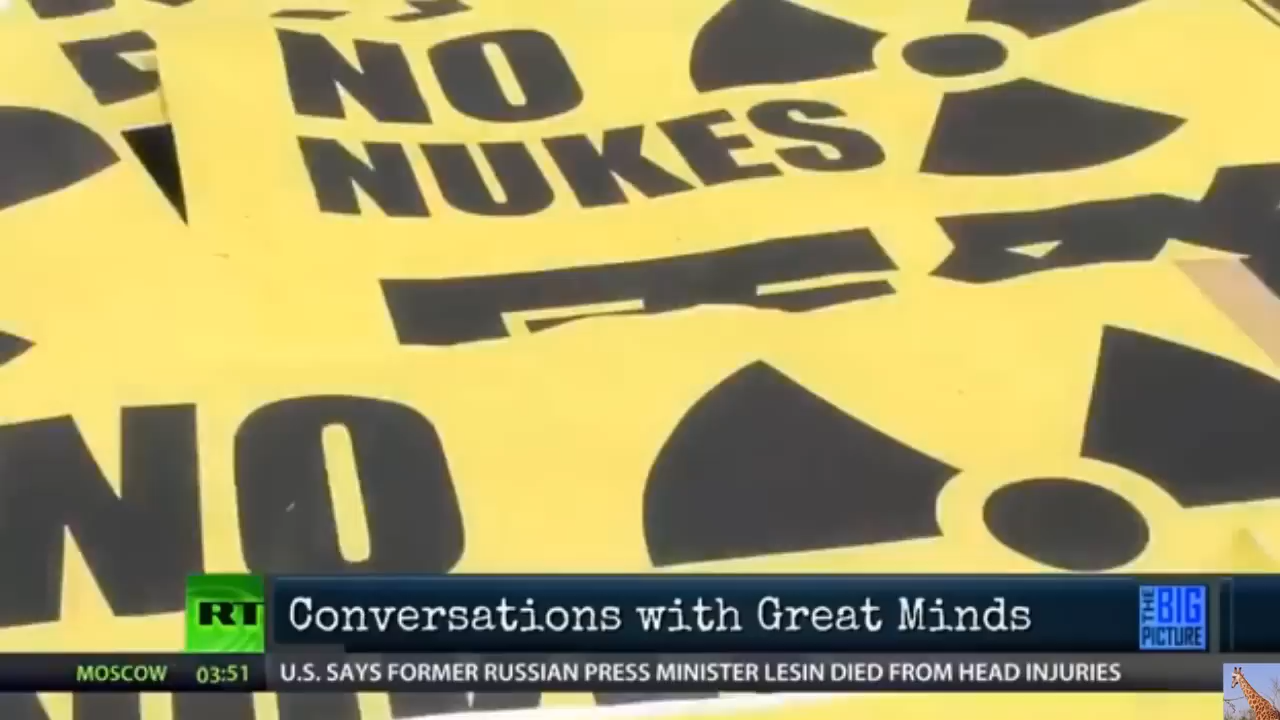 NO
NUKES
NO
RT
Conversations with Great Minds
THE BIG PICTURE
MOSCOW 03:51 U.S. SAYS FORMER RUSSIAN PRESS MINISTER LESIN DIED FROM HEAD INJURIES